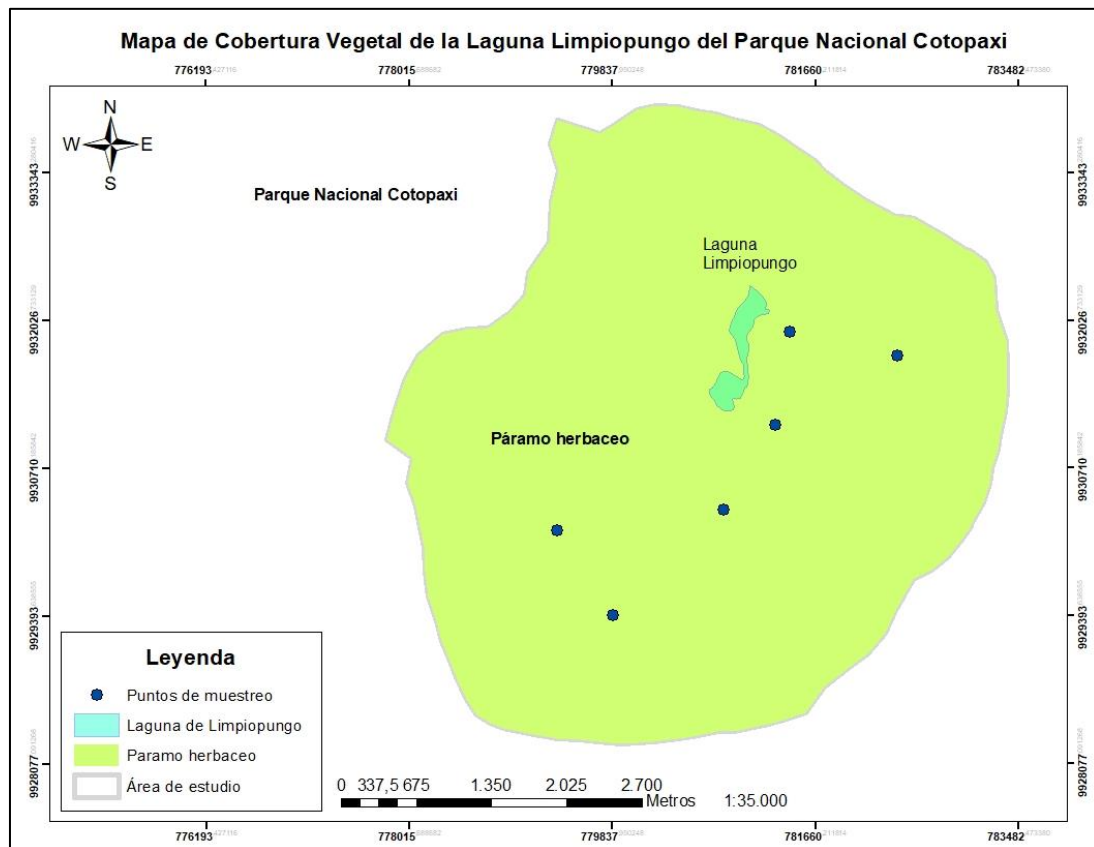 Mapa de Cobertura Vegetal de la Laguna Limpiopungo del Parque Nacional Cotopaxi
776193 778015 779837 781660 783482
N
W E
S
9933343 9933343
Parque Nacional Cotopaxi
Laguna
Limpiopungo
9932026 9932026
Páramo herbaceo
9930710 9930710
9929393 9929393
Leyenda
Puntos de muestreo
Laguna de Limpiopungo
Paramo herbaceo
Área de estudio
9928077 9928077
0 337,5 675 1.350 2.025 2.700
Metros 1:35.000
776193 778015 779837 781660 783482